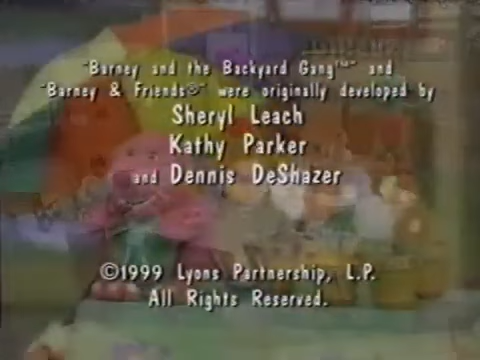 "Barney and the Backyard Gang™" and
"Barney & Friends®" were originally developed by
Sheryl Leach
Kathy Parker
and Dennis DeShazer
©1999 Lyons Partnership, L.P.
All Rights Reserved.